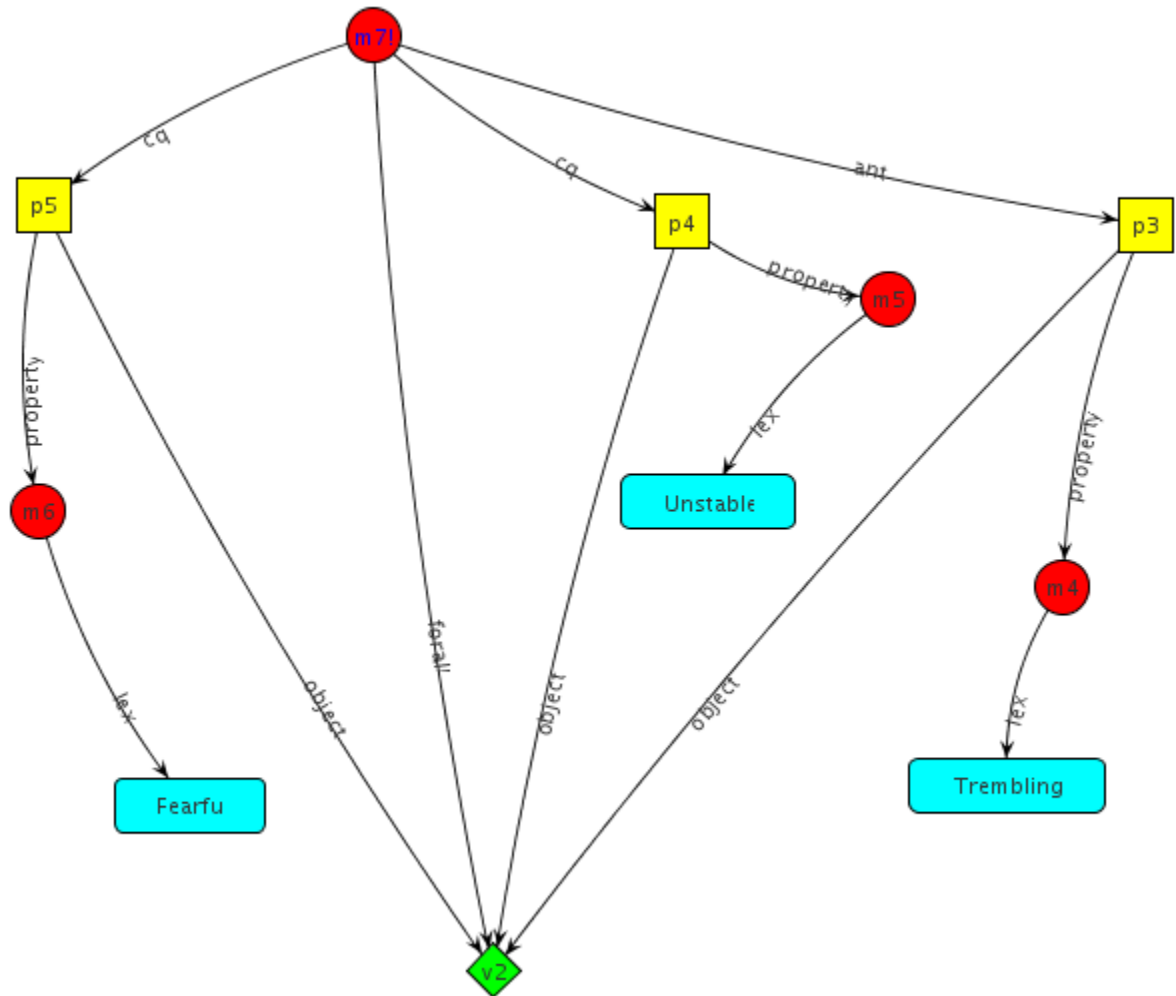 m7!
cq
cq
ant
p5
p4
p3
property
m5
property
property
lex
Unstable
m6
m4
forall
object
object
object
lex
lex
Fearfu
Trembling
v2